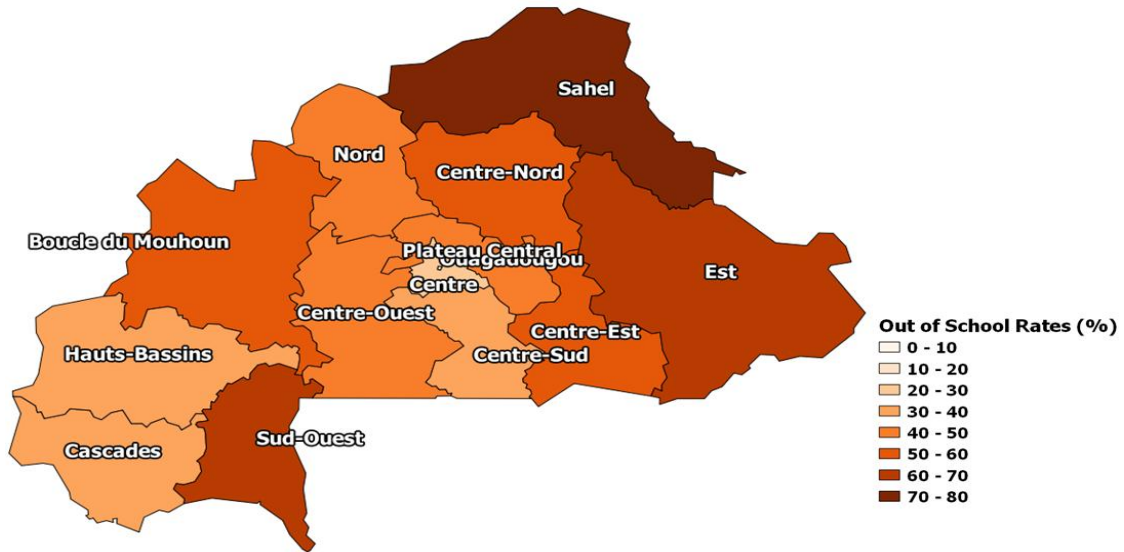 Sahel
Nord
Centre-Nord
Boucle du Mouhoun
Plateau Central
Ouagadougou
Est
Centre
Centre-Ouest
Centre-Est
Hauts-Bassins
Centre-Sud
Sud-Ouest
Cascades
Out of School Rates (%)
0 - 10
10 - 20
20 - 30
30 - 40
40 - 50
50 - 60
60 - 70
70 - 80